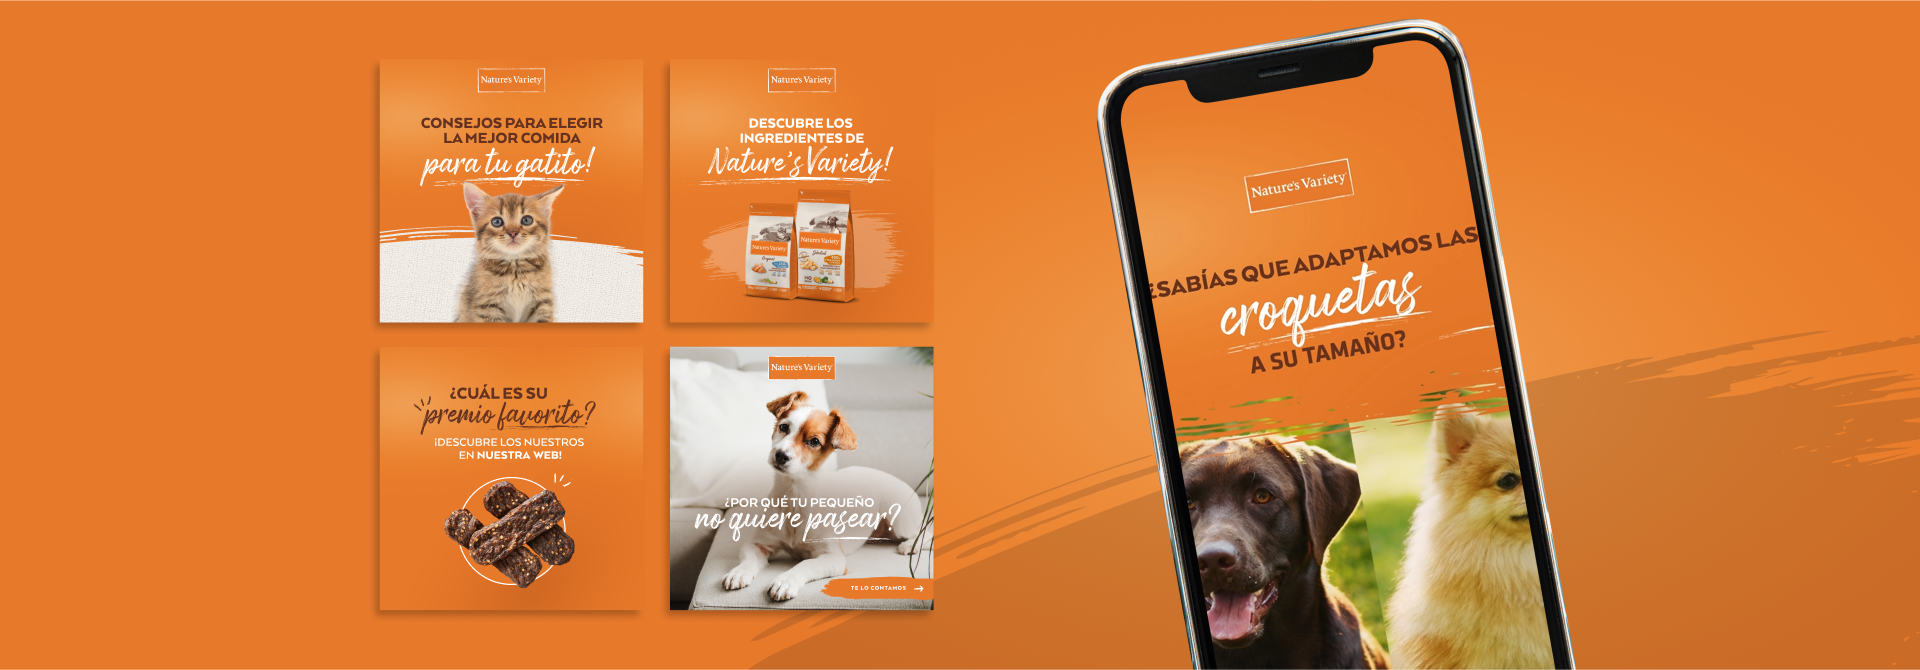 Nature's Variety
CONSEJOS PARA ELEGIR
LA MEJOR COMIDA
para tu gatito!
Nature's Variety
DESCUBRE LOS
INGREDIENTES DE
Nature's Variety!
Nature's Variety
Original
Nature's Variety
Selected
¿CUÁL ES SU
premio favorito?
¡DESCUBRE LOS NUESTROS
EN NUESTRA WEB!
Nature's Variety
¿POR QUÉ TU PEQUEÑO
no quiere pasear?
TE LO CONTAMOS
Nature's Variety
¿SABÍAS QUE ADAPTAMOS LAS
croquetas
A SU TAMAÑO?